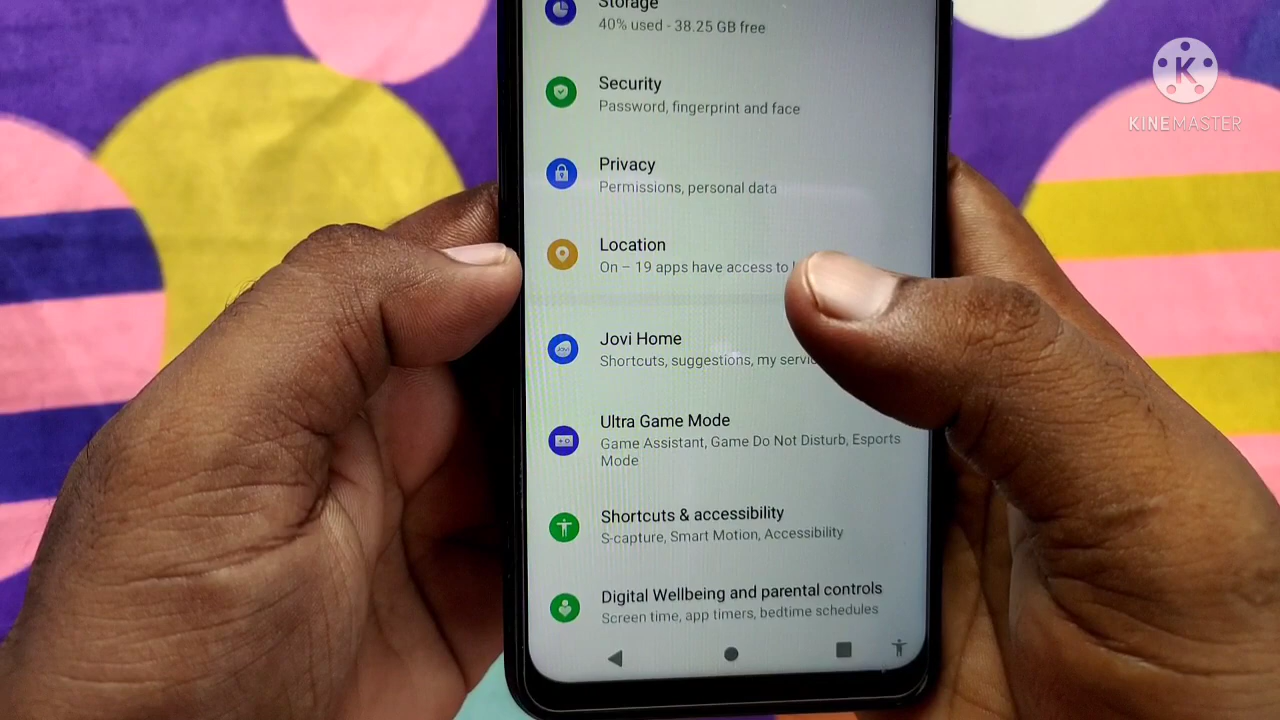 Storage
40% used - 38.25 GB free
Security
Password, fingerprint and face
Privacy
Permissions, personal data
Location
On – 19 apps have access to
Jovi Home
Shortcuts, suggestions, my
Ultra Game Mode
Game Assistant, Game Do Not Disturb, Esports
Mode
Shortcuts & accessibility
S-capture, Smart Motion, Accessibility
Digital Wellbeing and parental controls
Screen time, app timers, bedtime schedules
K
KINEMASTER